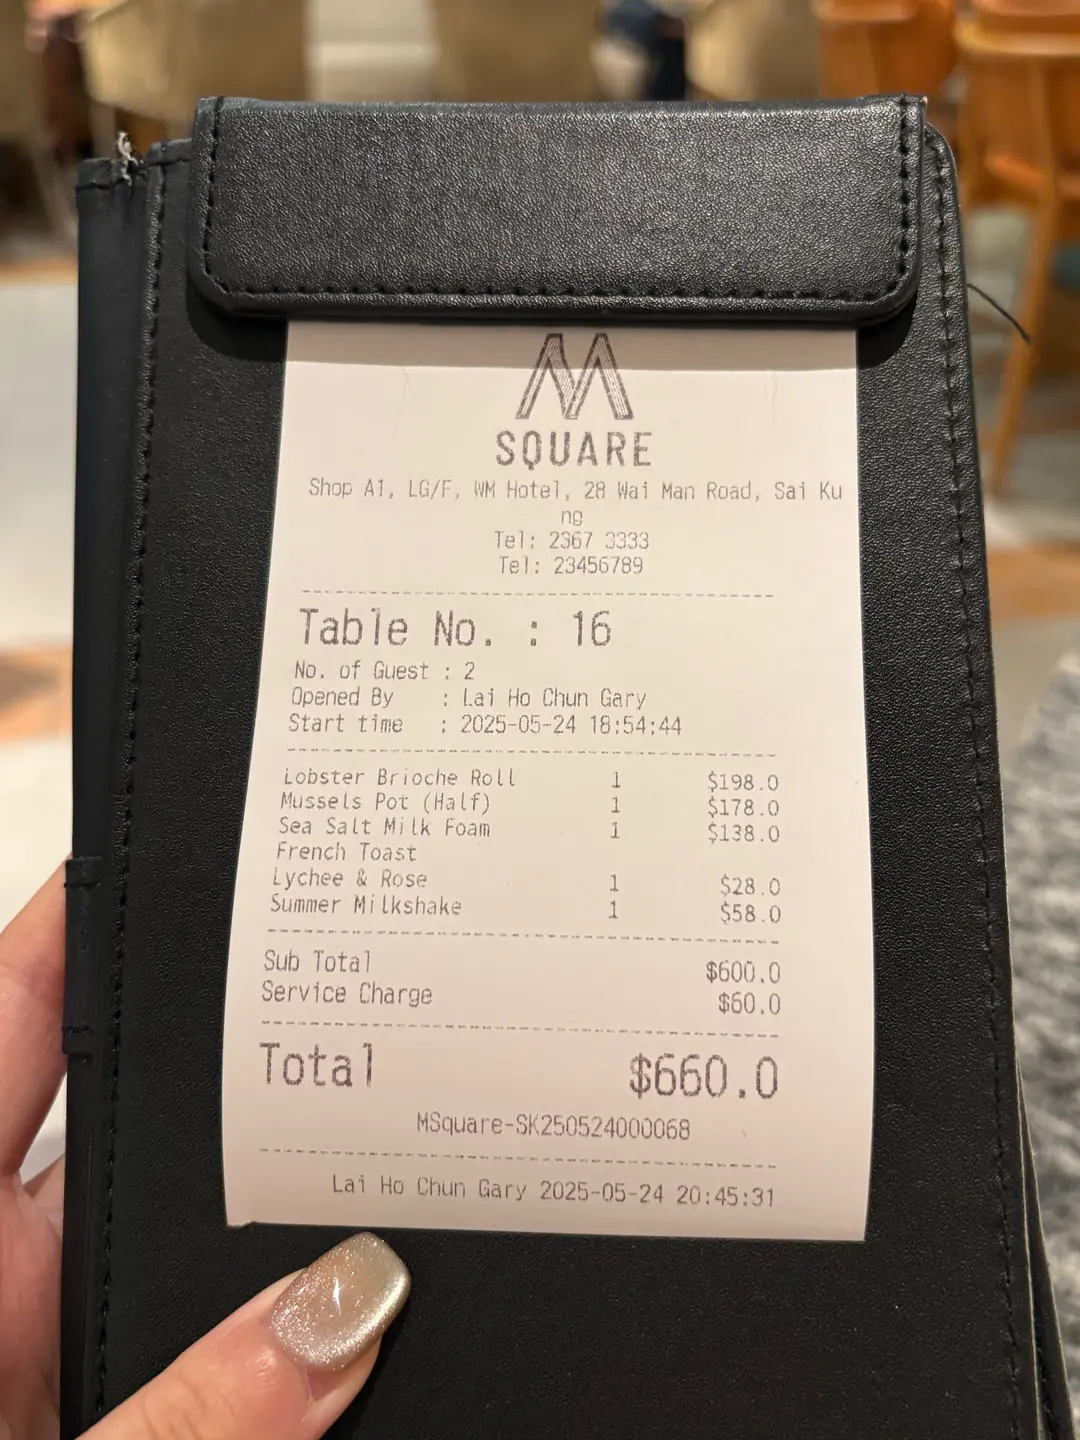 M
SQUARE
Shop A1, LG/F, WM Hotel, 28 Wai Man Road, Sai Ku
ng
Tel: 2367 3333
Tel: 23456789
Table No. : 16
No. of Guest : 2
Opened By : Lai Ho Chun Gary
Start time : 2025-05-24 18:54:44
Lobster Brioche Roll 1 $198.0
Mussels Pot (Half) 1 $178.0
Sea Salt Milk Foam 1 $138.0
French Toast
Lychee & Rose 1 $28.0
Summer Milkshake 1 $58.0
Sub Total $600.0
Service Charge $60.0
Total $660.0
MSquare-SK250524000068
Lai Ho Chun Gary 2025-05-24 20:45:31